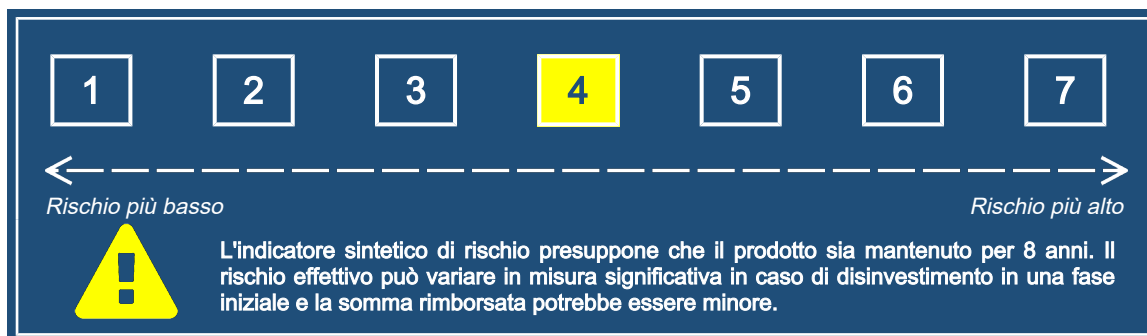 1 2 3 4 5 6 7
Rischio più basso Rischio più alto
L'indicatore sintetico di rischio presuppone che il prodotto sia mantenuto per 8 anni. Il
rischio effettivo può variare in misura significativa in caso di disinvestimento in una fase
iniziale e la somma rimborsata potrebbe essere minore.